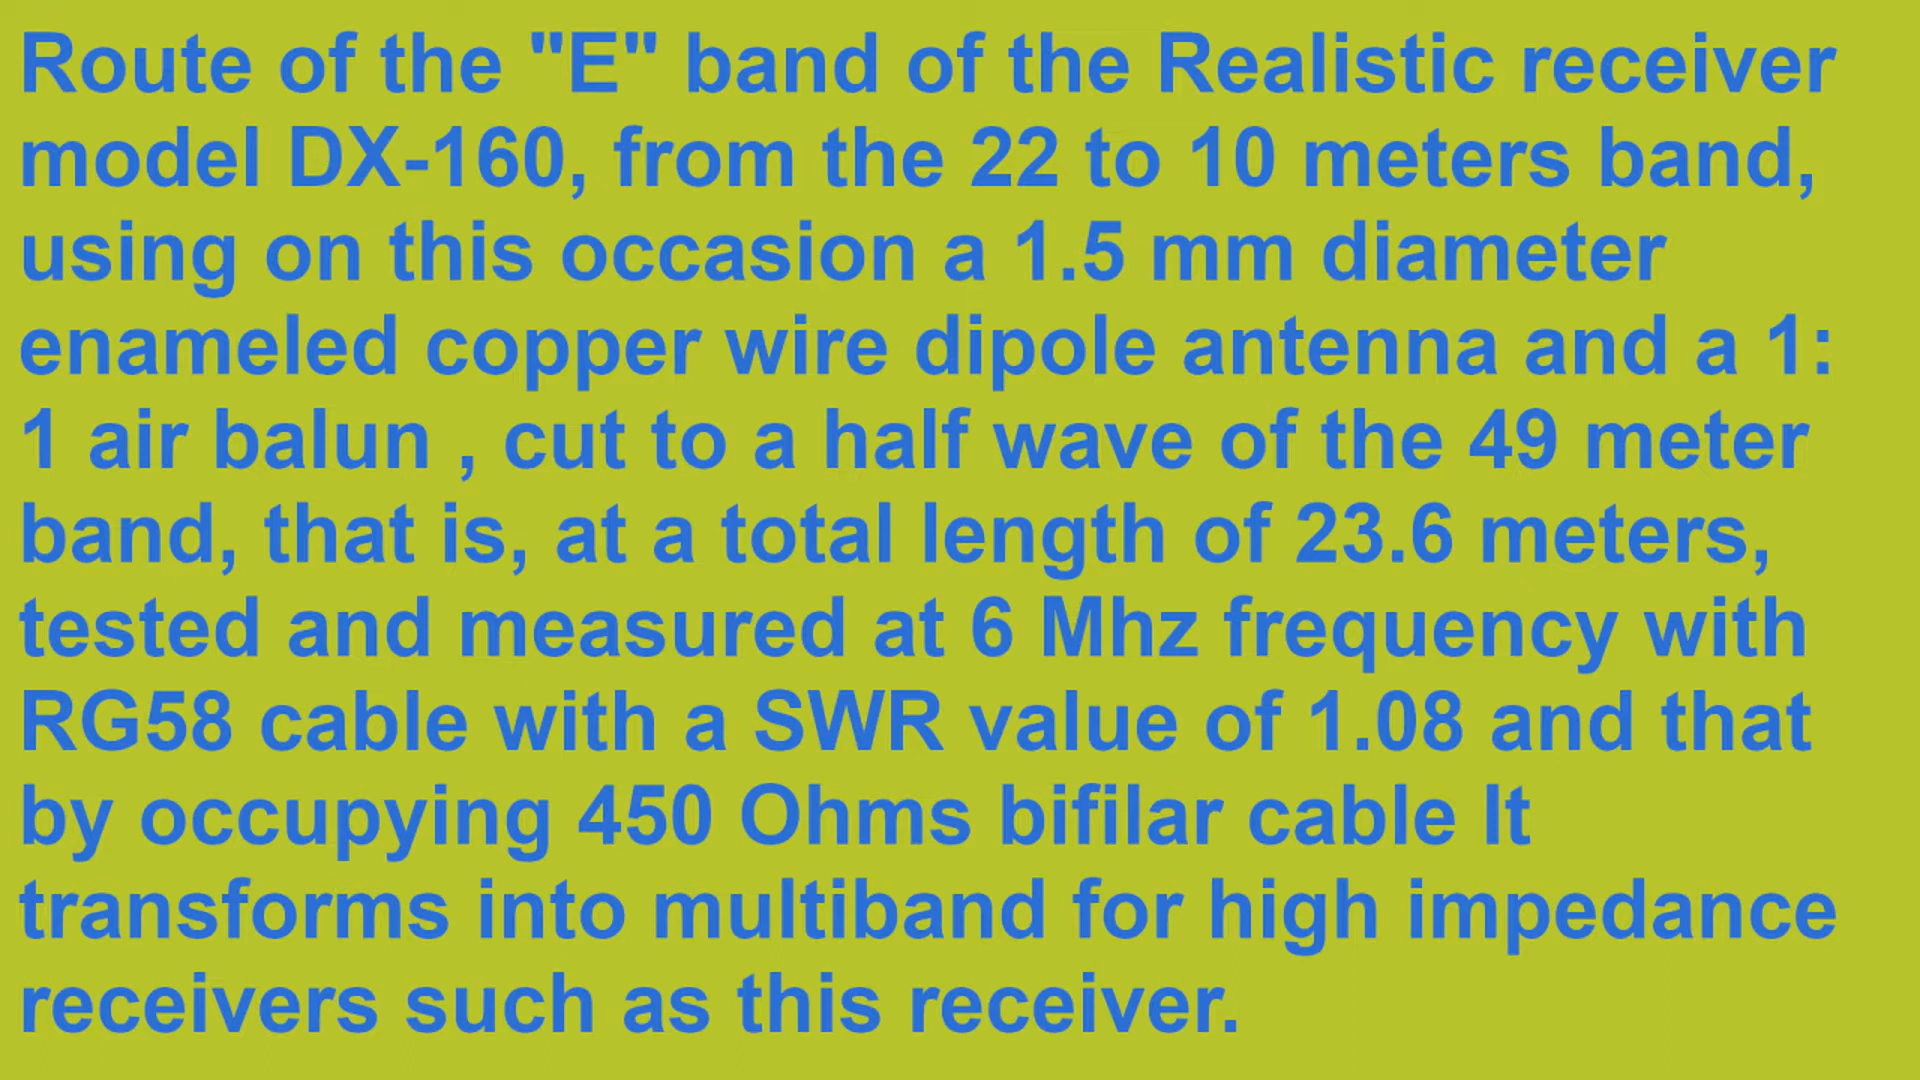 Route of the "E" band of the Realistic receiver
model DX-160, from the 22 to 10 meters band,
using on this occasion a 1.5 mm diameter
enameled copper wire dipole antenna and a 1:
1 air balun , cut to a half wave of the 49 meter
band, that is, at a total length of 23.6 meters,
tested and measured at 6 Mhz frequency with
RG58 cable with a SWR value of 1.08 and that
by occupying 450 Ohms bifilar cable It
transforms into multiband for high impedance
receivers such as this receiver.